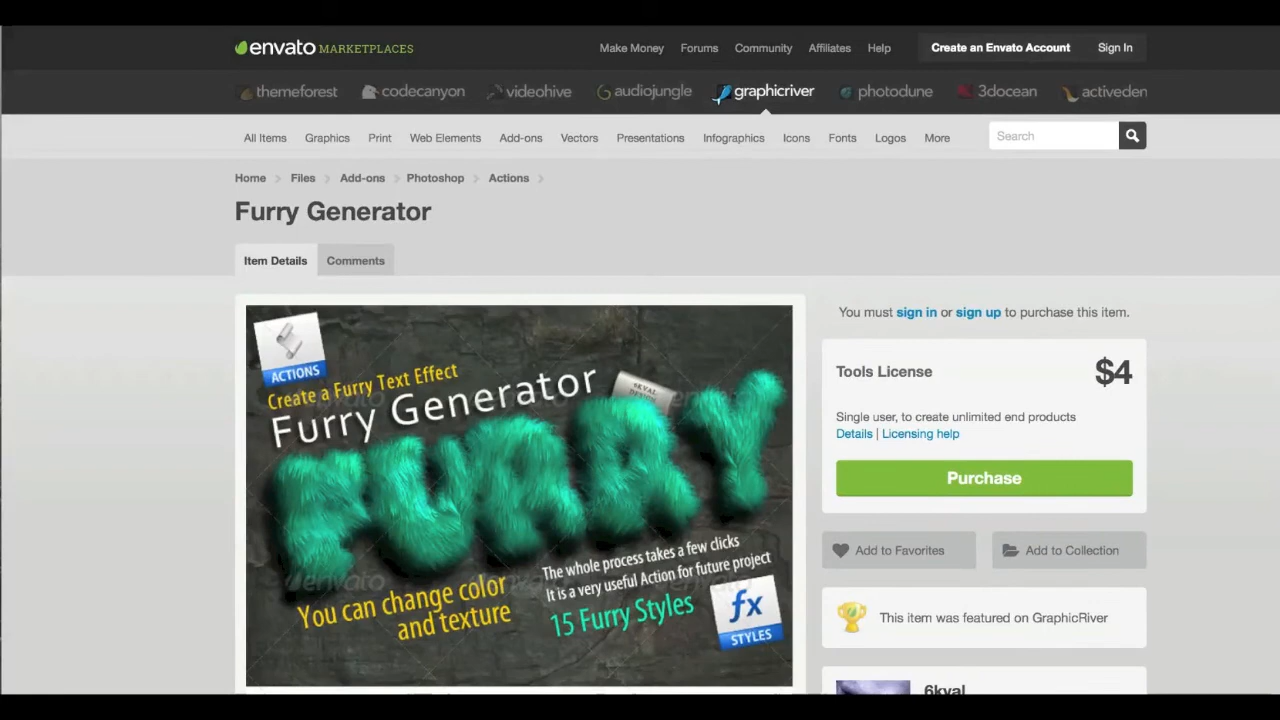 envato MARKETPLACES
Make Money Forums Community Affiliates Help Create an Envato Account Sign In
themeforest codecanyon videohive audiojungle graphicriver photodune 3docean activeden
All Items Graphics Print Web Elements Add-ons Vectors Presentations Infographics Icons Fonts Logos More Search
Home Files Add-ons Photoshop Actions
Furry Generator
Item Details Comments
ACTIONS
Create a Furry Text Effect
Furry Generator
6KVAL
FURRY
envato
envato
envato
The whole process takes a few clicks
It is a very useful Action for future project
15 Furry Styles
You can change color
and texture
fx
STYLES
You must sign in or sign up to purchase this item.
Tools License $4
Single user, to create unlimited end products
Details | Licensing help
Purchase
Add to Favorites Add to Collection
This item was featured on GraphicRiver
6kval